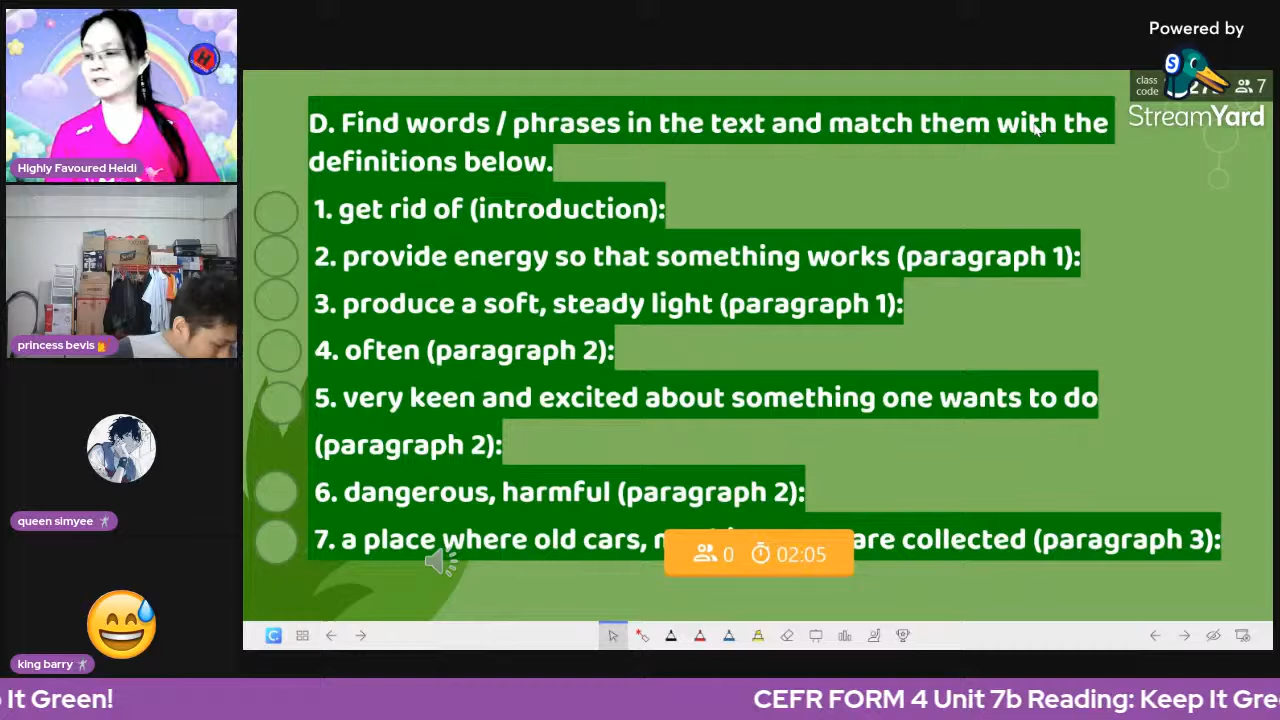 Powered by
StreamYard
class
code
7
Highly Favoured Heidi
princess bevis
queen simyee
king barry
D. Find words / phrases in the text and match them with the
definitions below.
1. get rid of (introduction):
2. provide energy so that something works (paragraph 1):
3. produce a soft, steady light (paragraph 1):
4. often (paragraph 2):
5. very keen and excited about something one wants to do
(paragraph 2):
6. dangerous, harmful (paragraph 2):
7. a place where old cars, are collected (paragraph 3):
0 02:05
It Green! CEFR FORM 4 Unit 7b Reading: Keep It Gre